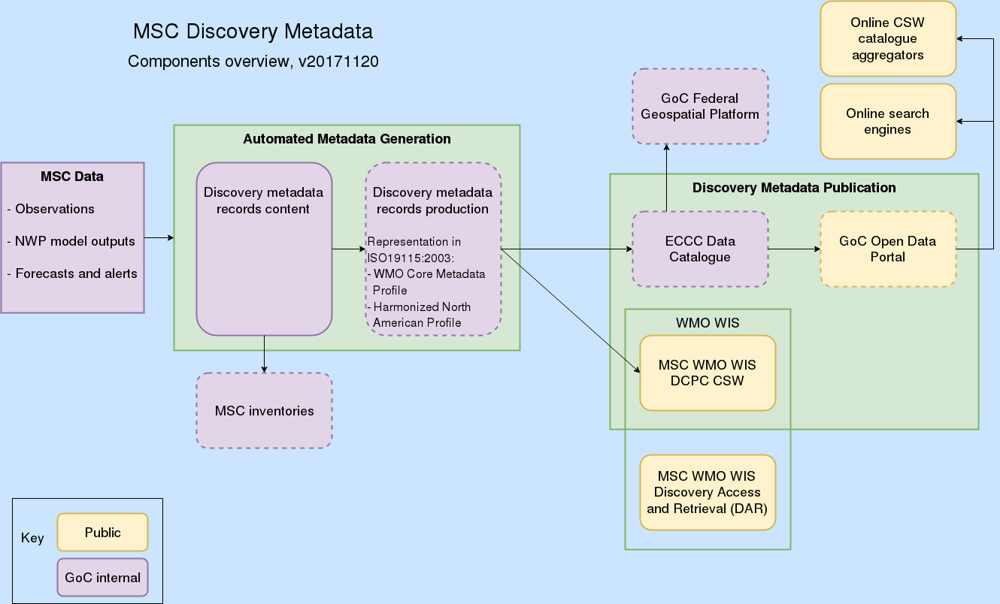 MSC Discovery Metadata
Components overview, v20171120
Online CSW
catalogue
aggregators
Online search
engines
GoC Federal
Geospatial Platform
Automated Metadata Generation
MSC Data
- Observations
- NWP model outputs
- Forecasts and alerts
Discovery metadata
records content
Discovery metadata
records production
Representation in
ISO19115:2003:
- WMO Core Metadata
Profile
- Harmonized North
American Profile
MSC inventories
Discovery Metadata Publication
ECCC Data
Catalogue
GoC Open Data
Portal
WMO WIS
MSC WMO WIS
DCPC CSW
MSC WMO WIS
Discovery Access
and Retrieval (DAR)
Key
Public
GoC internal